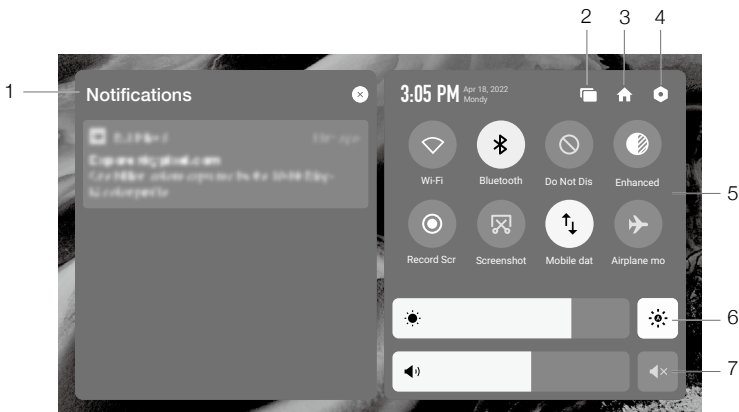 2 3 4
1
Notifications
3:05 PM Apr 18, 2022
Mondy
Wi-Fi Bluetooth Do Not Dis Enhanced
5
Record Scr Screenshot Mobile dat Airplane mo
6
7